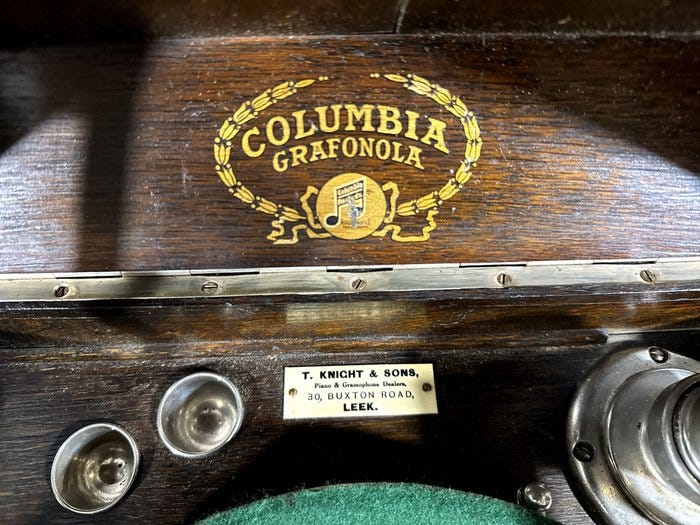 COLUMBIA
GRAFONOLA
T. KNIGHT & SONS,
Piano & Gramophone Dealers,
30, BUXTON ROAD,
LEEK.